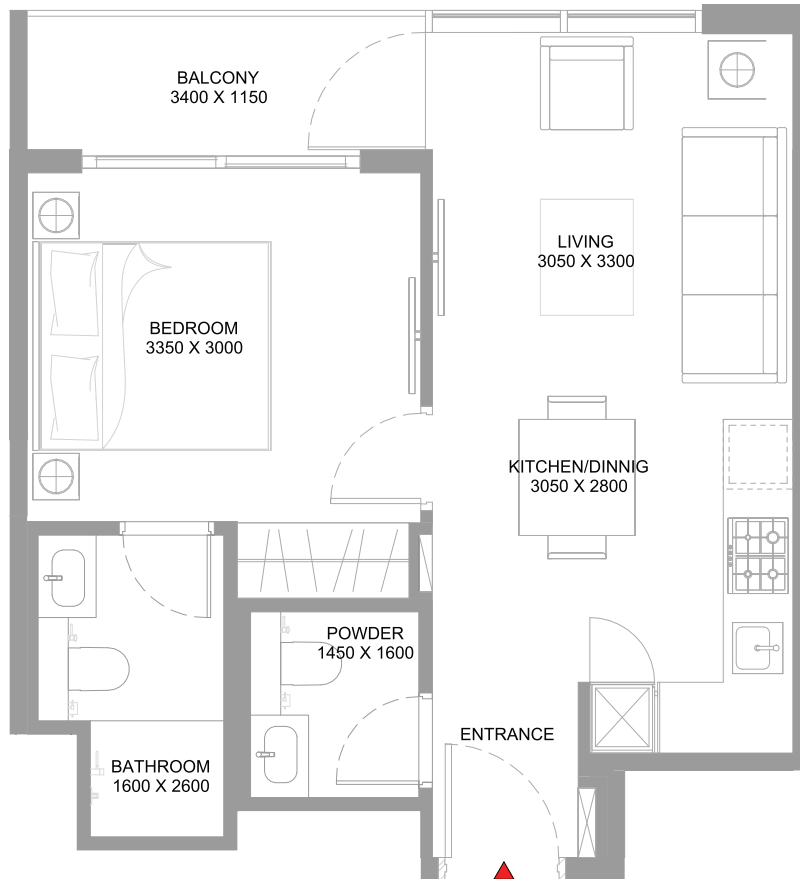 BALCONY
3400 X 1150
LIVING
3050 X 3300
BEDROOM
3350 X 3000
KITCHEN/DINNIG
3050 X 2800
POWDER
1450 X 1600
ENTRANCE
BATHROOM
1600 X 2600